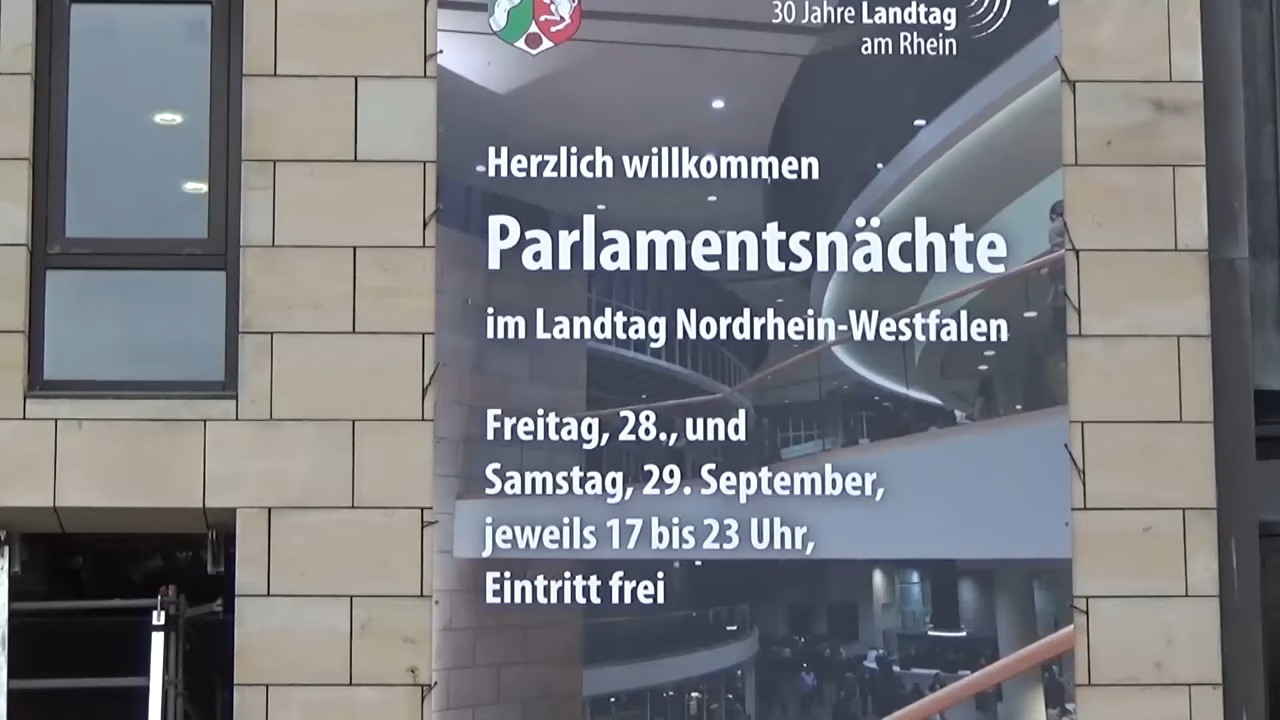 30 Jahre Landtag
am Rhein
Herzlich willkommen
Parlamentsnächte
im Landtag Nordrhein-Westfalen
Freitag, 28., und
Samstag, 29. September,
jeweils 17 bis 23 Uhr,
Eintritt frei